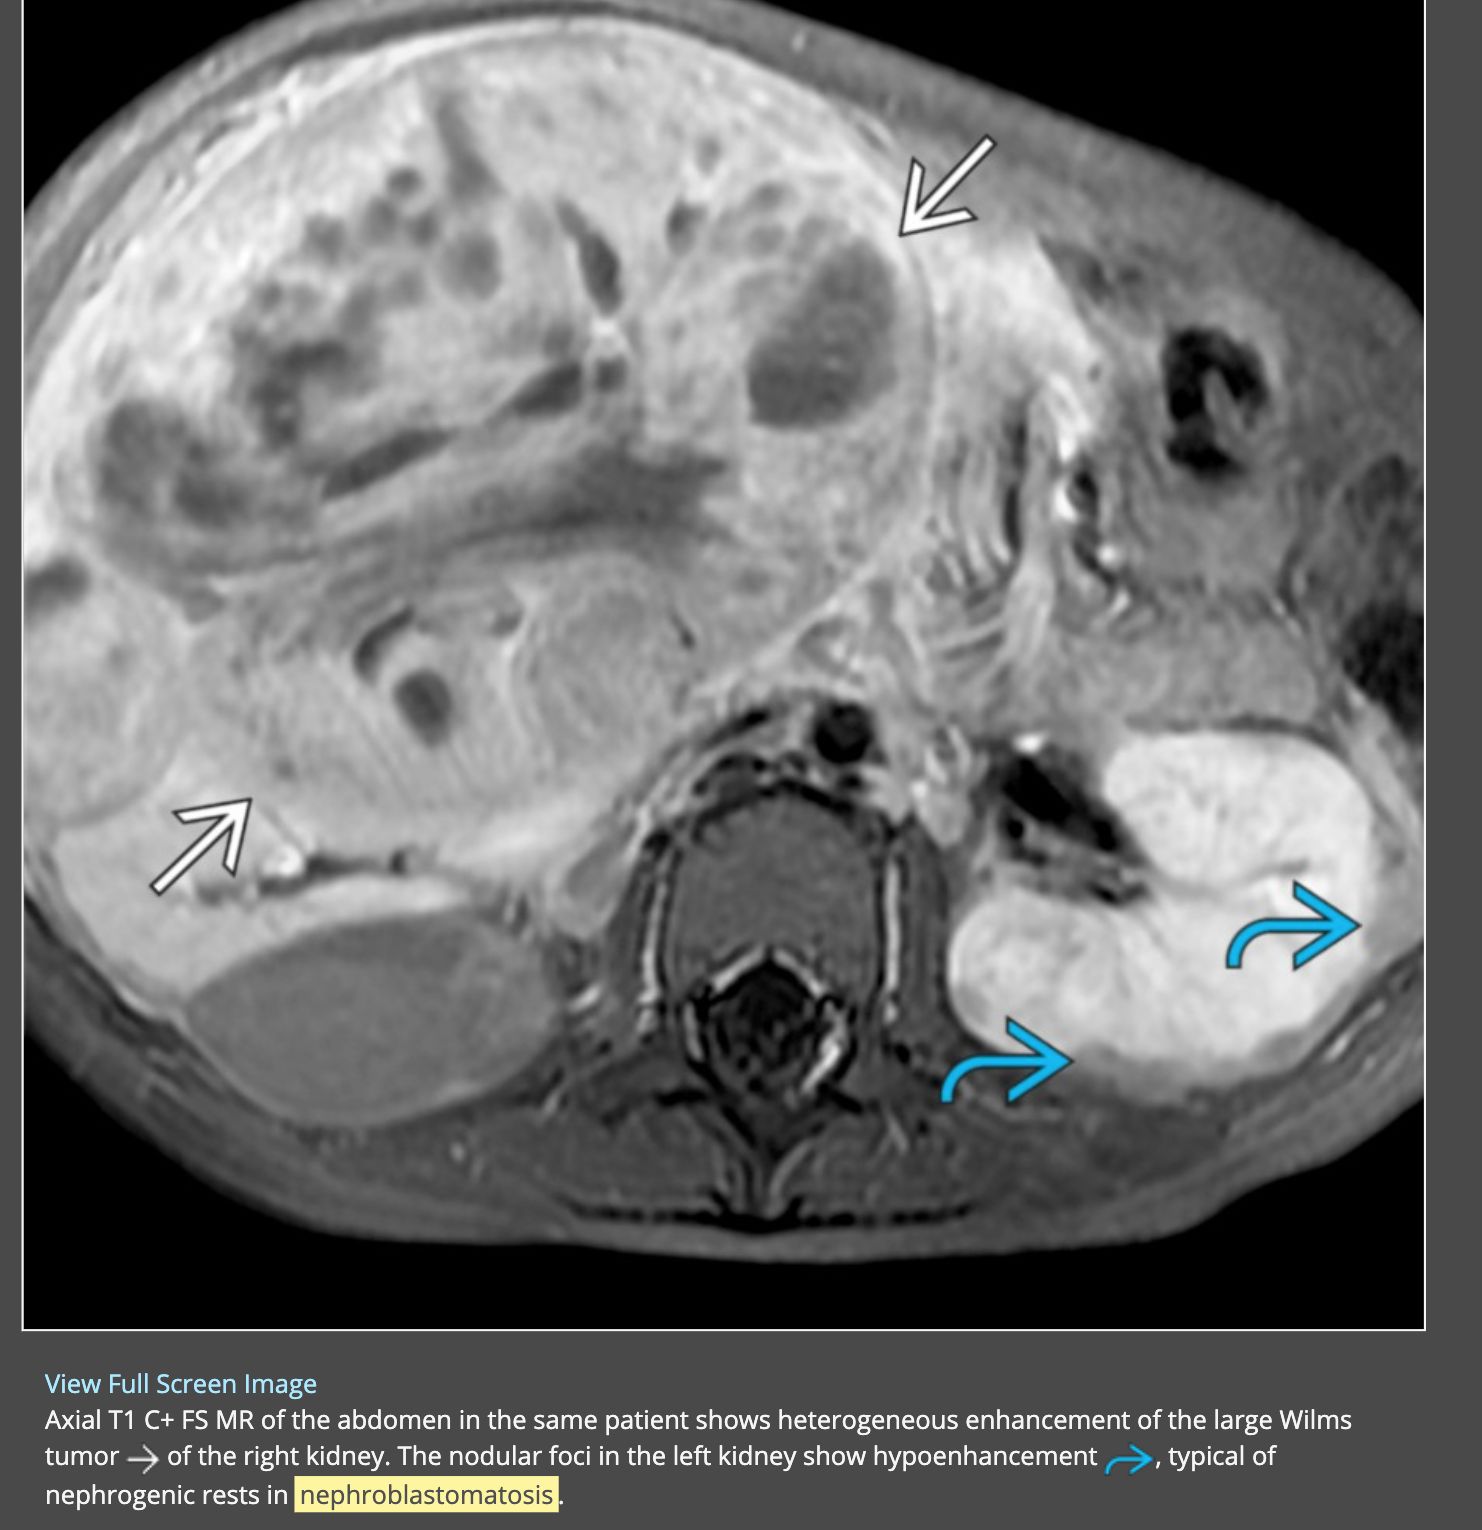 View Full Screen Image
Axial T1 C+ FS MR of the abdomen in the same patient shows heterogeneous enhancement of the large Wilms
tumor → of the right kidney. The nodular foci in the left kidney show hypoenhancement ↷, typical of
nephrogenic rests in nephroblastomatosis.